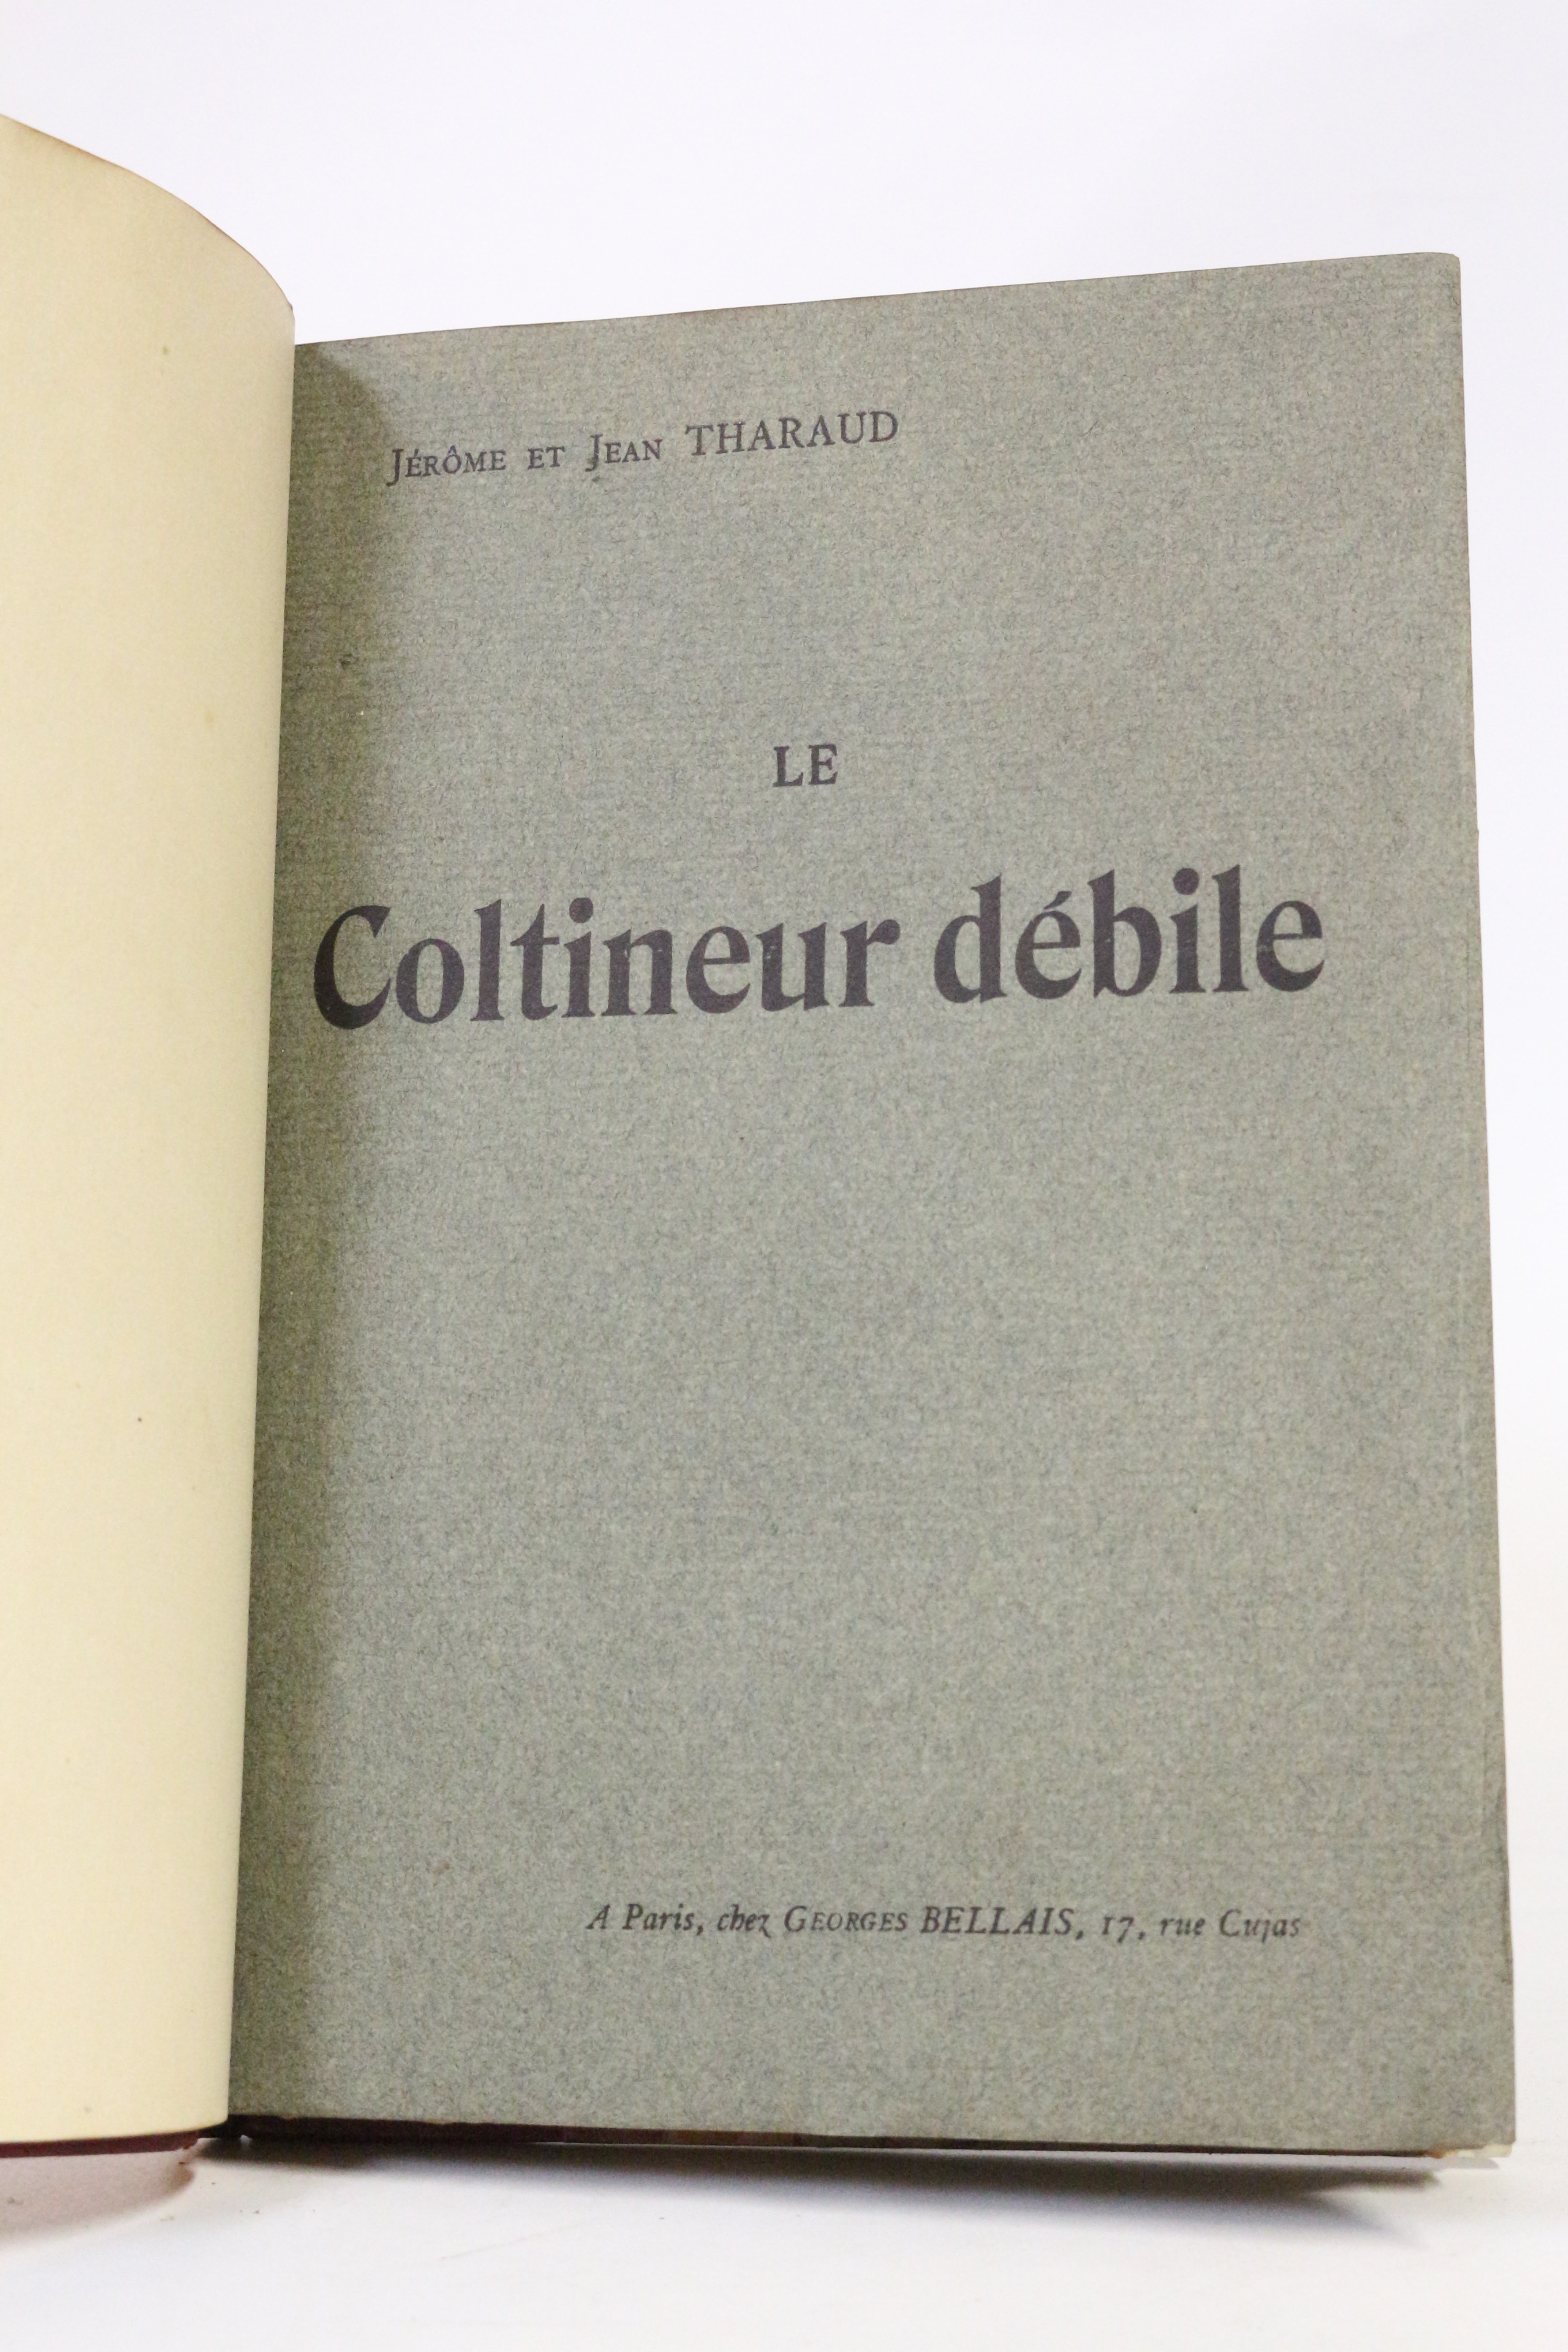 Jérôme et Jean THARAUD
LE
Coltineur débile
A Paris, chez Georges BELLAIS, 17, rue Cujas